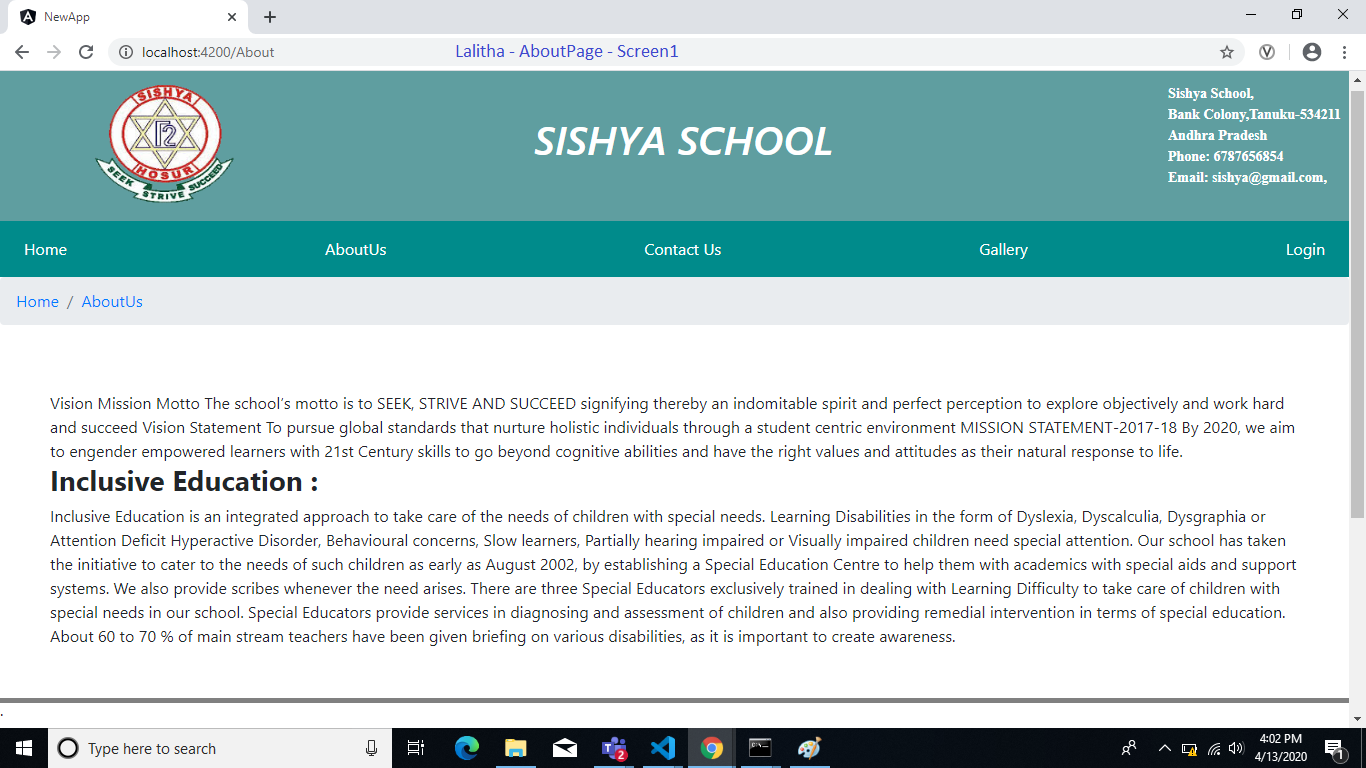 NewApp
localhost:4200/About
Lalitha - AboutPage - Screen1
SISHYA
HOSUR
SEEK STRIVE SUCCEED
SISHYA SCHOOL
Sishya School,
Bank Colony,Tanuku-534211
Andhra Pradesh
Phone: 6787656854
Email: sishya@gmail.com,
Home AboutUs Contact Us Gallery Login
Home / AboutUs
Vision Mission Motto The school's motto is to SEEK, STRIVE AND SUCCEED signifying thereby an indomitable spirit and perfect perception to explore objectively and work hard
and succeed Vision Statement To pursue global standards that nurture holistic individuals through a student centric environment MISSION STATEMENT-2017-18 By 2020, we aim
to engender empowered learners with 21st Century skills to go beyond cognitive abilities and have the right values and attitudes as their natural response to life.
Inclusive Education :
Inclusive Education is an integrated approach to take care of the needs of children with special needs. Learning Disabilities in the form of Dyslexia, Dyscalculia, Dysgraphia or
Attention Deficit Hyperactive Disorder, Behavioural concerns, Slow learners, Partially hearing impaired or Visually impaired children need special attention. Our school has taken
the initiative to cater to the needs of such children as early as August 2002, by establishing a Special Education Centre to help them with academics with special aids and support
systems. We also provide scribes whenever the need arises. There are three Special Educators exclusively trained in dealing with Learning Difficulty to take care of children with
special needs in our school. Special Educators provide services in diagnosing and assessment of children and also providing remedial intervention in terms of special education.
About 60 to 70 % of main stream teachers have been given briefing on various disabilities, as it is important to create awareness.
.
Type here to search
2
4:02 PM
4/13/2020
1